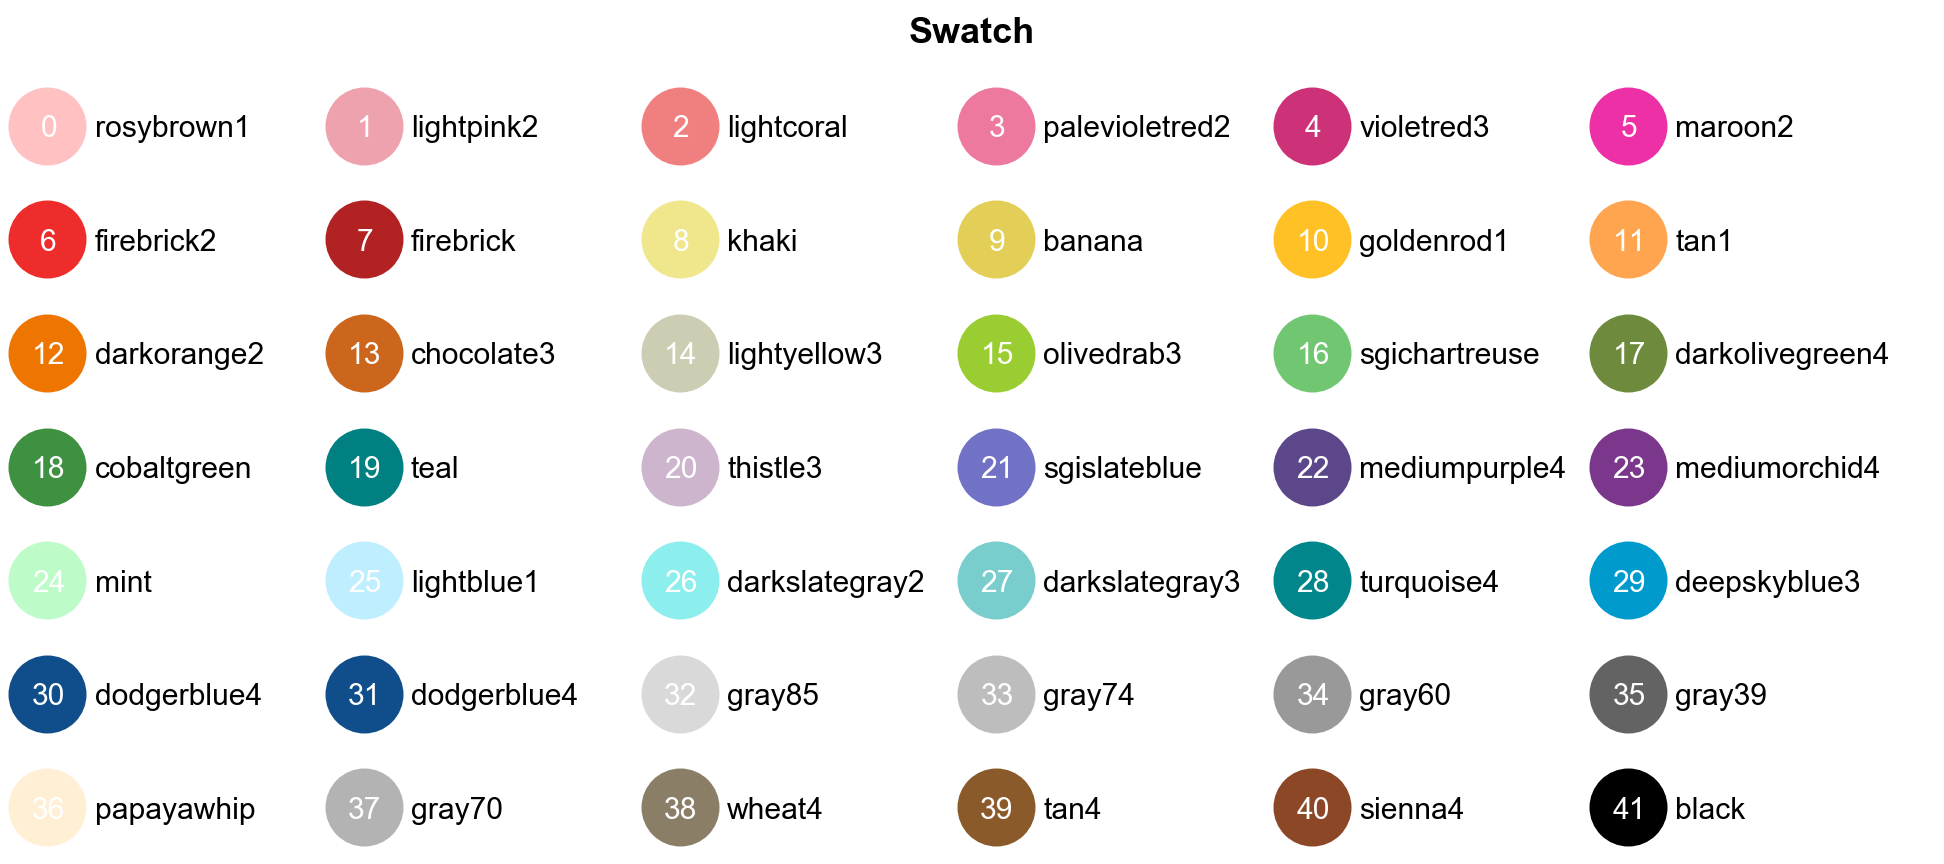 Swatch
0 rosybrown1 1 lightpink2 2 lightcoral 3 palevioletred2 4 violetred3 5 maroon2
6 firebrick2 7 firebrick 8 khaki 9 banana 10 goldenrod1 11 tan1
12 darkorange2 13 chocolate3 14 lightyellow3 15 olivedrab3 16 sgichartreuse 17 darkolivegreen4
18 cobaltgreen 19 teal 20 thistle3 21 sgislateblue 22 mediumpurple4 23 mediumorchid4
24 mint 25 lightblue1 26 darkslategray2 27 darkslategray3 28 turquoise4 29 deepskyblue3
30 dodgerblue4 31 dodgerblue4 32 gray85 33 gray74 34 gray60 35 gray39
36 papayawhip 37 gray70 38 wheat4 39 tan4 40 sienna4 41 black